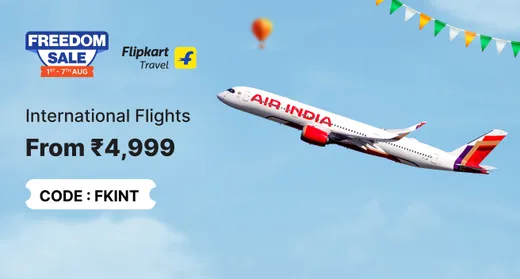 FREEDOM
SALE
1ST - 7TH AUG
Flipkart
Travel
International Flights
From ₹4,999
CODE : FKINT
AIR INDIA